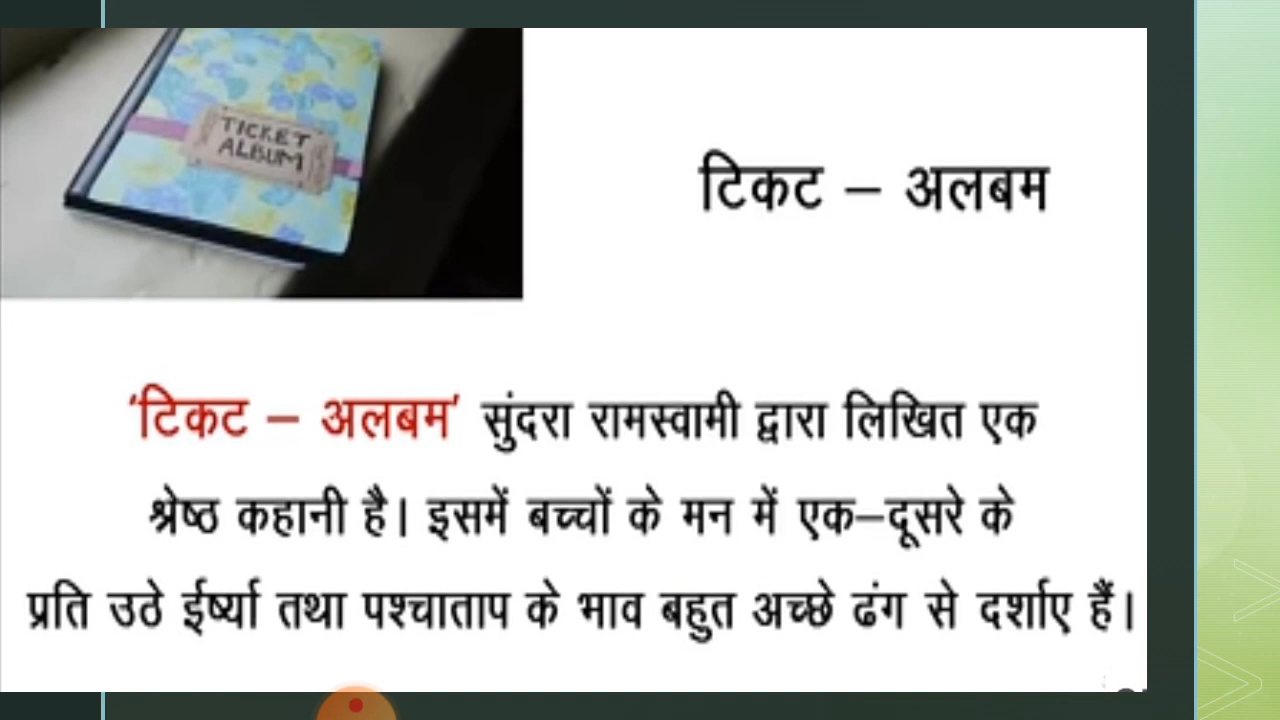 TICKET
ALBUM
टिकट – अलबम
'टिकट – अलबम' सुंदरा रामस्वामी द्वारा लिखित एक
श्रेष्ठ कहानी है। इसमें बच्चों के मन में एक–दूसरे के
प्रति उठे ईर्ष्या तथा पश्चाताप के भाव बहुत अच्छे ढंग से दर्शाए हैं।